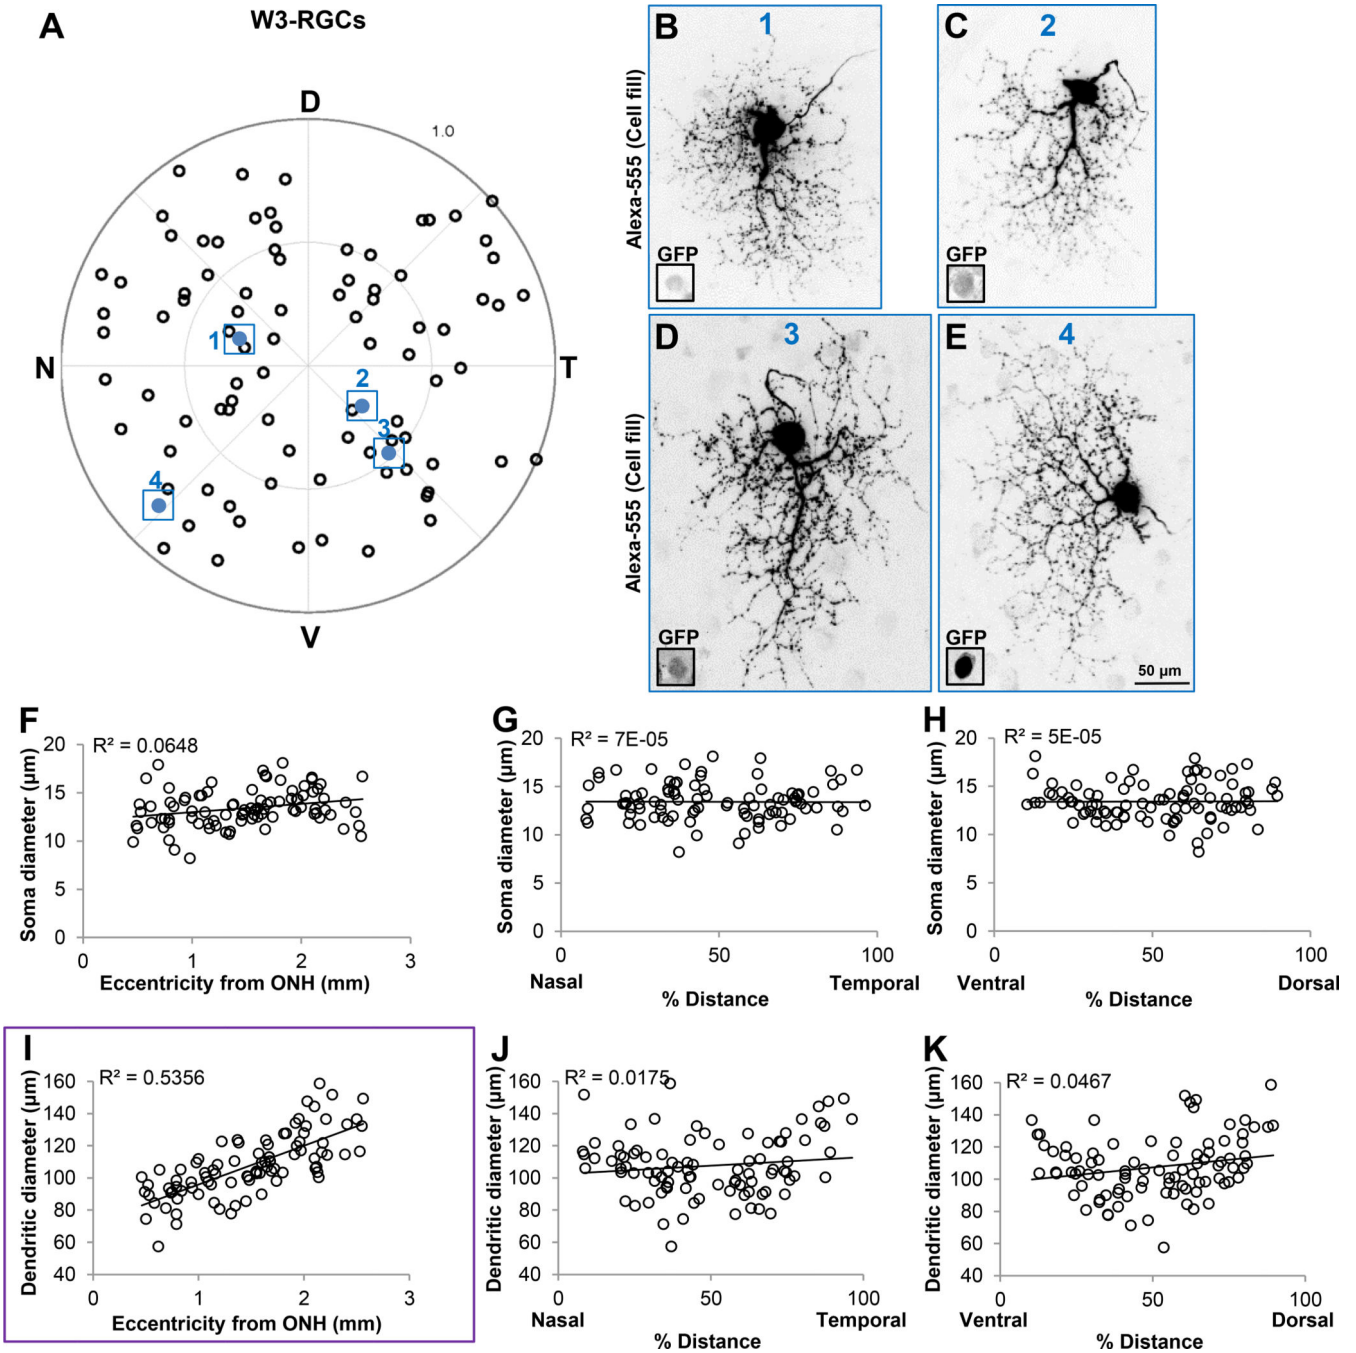 A
W3-RGCs
D
1.0
N
T
V
1
2
3
4
B
1
Alexa-555 (Cell fill)
GFP
C
2
GFP
D
3
Alexa-555 (Cell fill)
GFP
E
4
GFP
50 µm
F
R² = 0.0648
Soma diameter (µm)
20
15
10
5
0
0 1 2 3
Eccentricity from ONH (mm)
G
R² = 7E-05
Soma diameter (µm)
20
15
10
5
0
0 50 100
Nasal Temporal
% Distance
H
R² = 5E-05
Soma diameter (µm)
20
15
10
5
0
0 50 100
Ventral Dorsal
% Distance
I
R² = 0.5356
Dendritic diameter (µm)
160
140
120
100
80
60
40
0 1 2 3
Eccentricity from ONH (mm)
J
R² = 0.0175
Dendritic diameter (µm)
160
140
120
100
80
60
40
0 50 100
Nasal Temporal
% Distance
K
R² = 0.0467
Dendritic diameter (µm)
160
140
120
100
80
60
40
0 50 100
Ventral Dorsal
% Distance